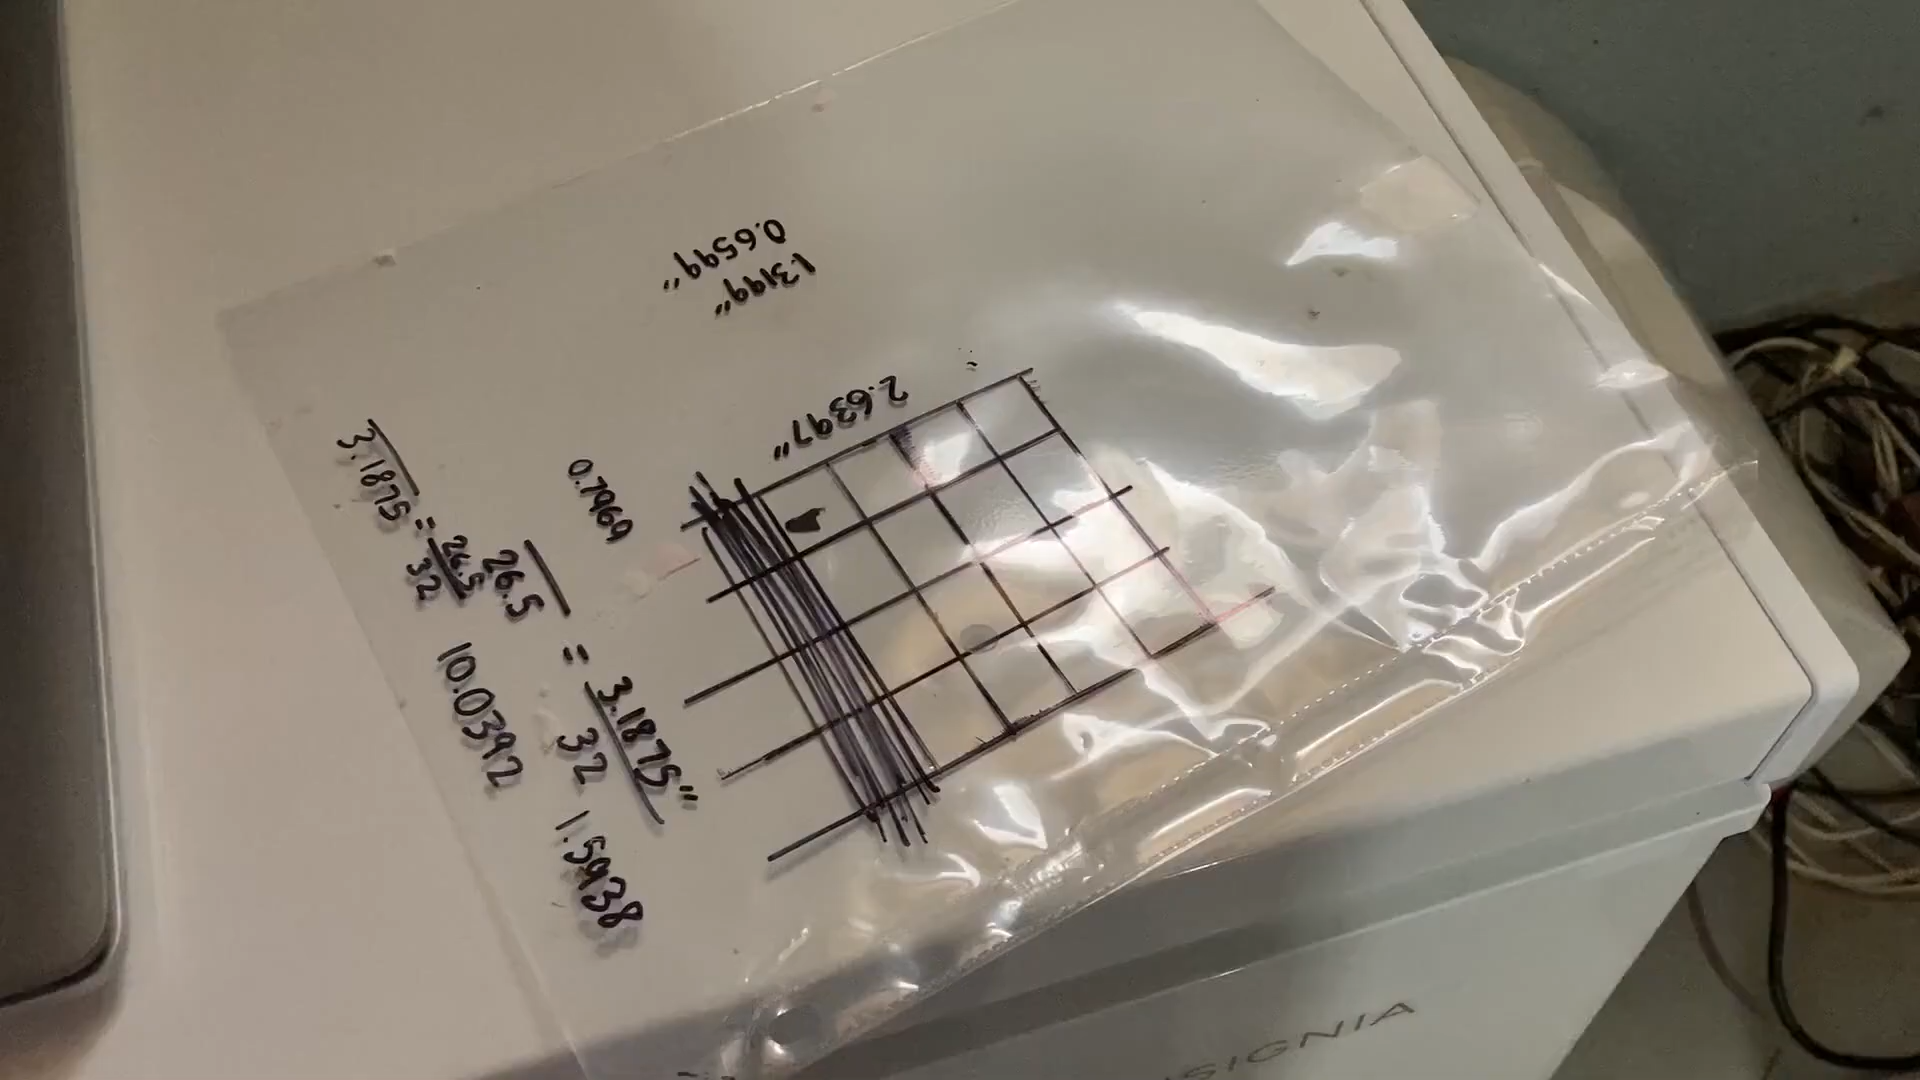 0.6599"
1.3199"
2.6397"
0.7969
26.5 = 3.1875"
32
1.5938
3.1875 = 26.5
32
10.0392
SIGNIA